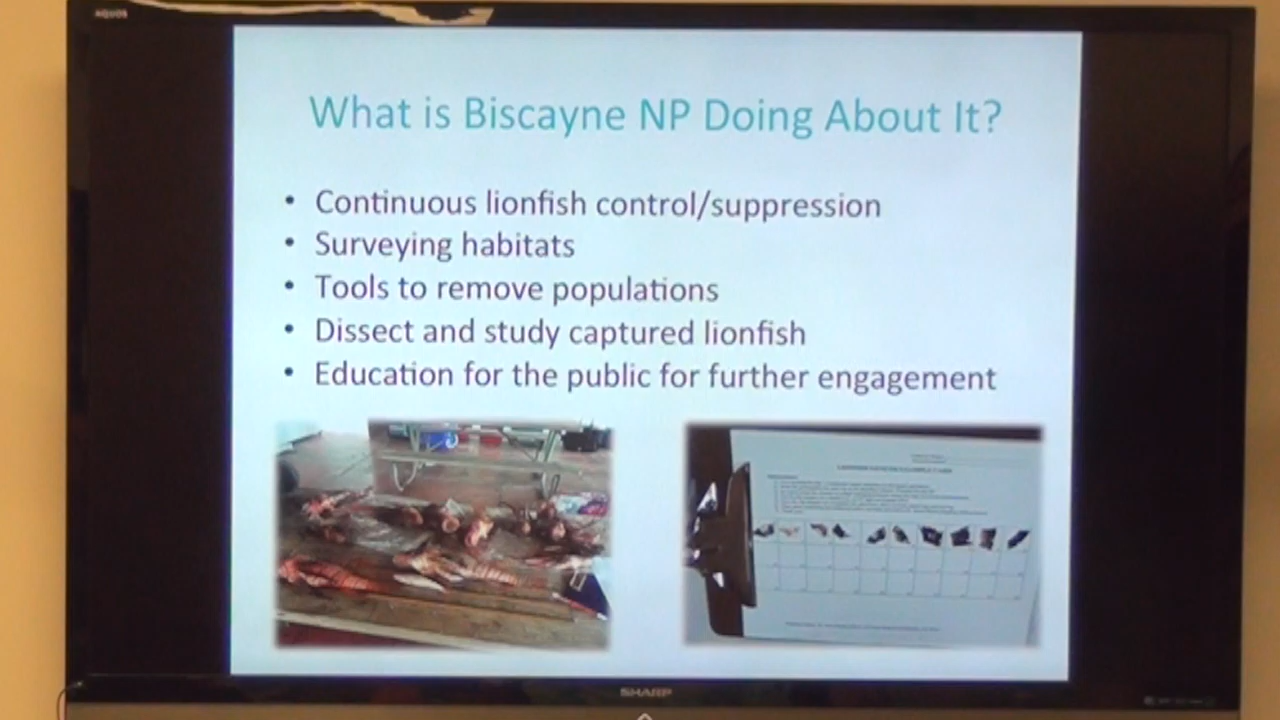 AQUOS
What is Biscayne NP Doing About It?
• Continuous lionfish control/suppression
• Surveying habitats
• Tools to remove populations
• Dissect and study captured lionfish
• Education for the public for further engagement
SHARP